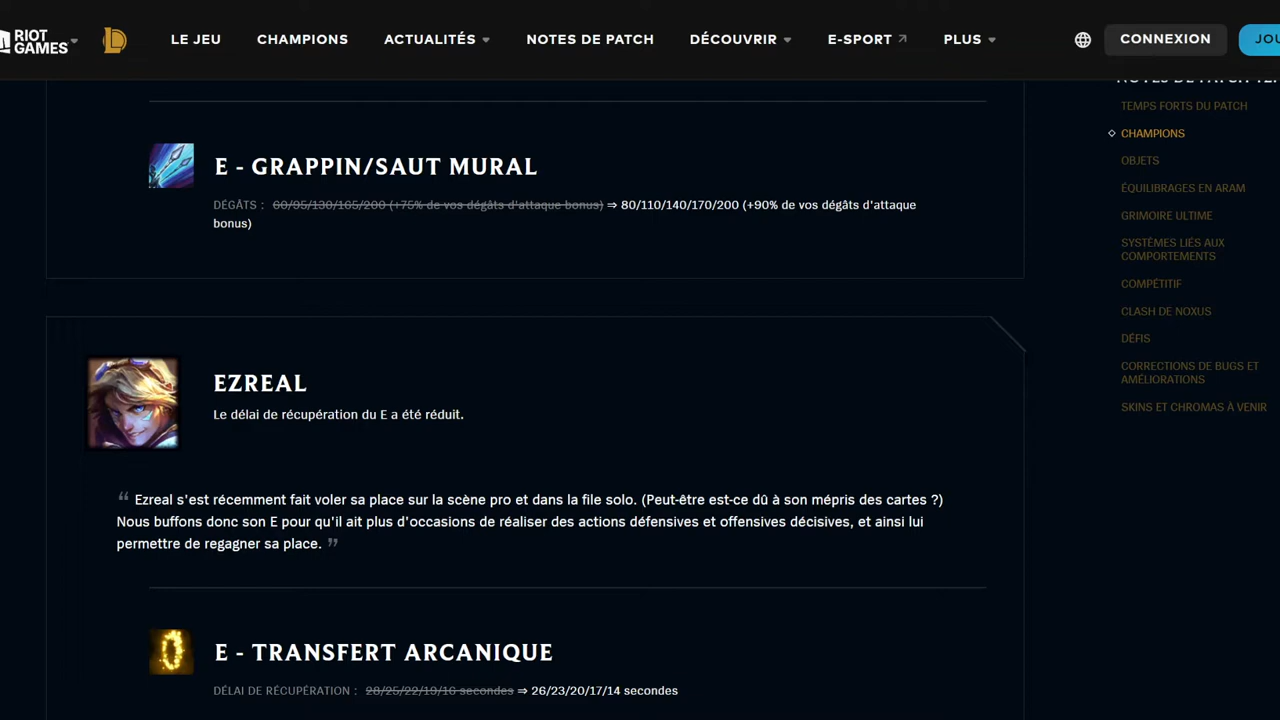 RIOT GAMES LE JEU CHAMPIONS ACTUALITÉS NOTES DE PATCH DÉCOUVRIR E-SPORT PLUS CONNEXION
E - GRAPPIN/SAUT MURAL
DÉGÂTS : 60/95/130/165/200 (+75% de vos dégâts d'attaque bonus) ⇒ 80/110/140/170/200 (+90% de vos dégâts d'attaque
bonus)
EZREAL
Le délai de récupération du E a été réduit.
“ Ezreal s'est récemment fait voler sa place sur la scène pro et dans la file solo. (Peut-être est-ce dû à son mépris des cartes ?)
Nous buffons donc son E pour qu'il ait plus d'occasions de réaliser des actions défensives et offensives décisives, et ainsi lui
permettre de regagner sa place. ”
E - TRANSFERT ARCANIQUE
DÉLAI DE RÉCUPÉRATION : 28/25/22/19/16 secondes ⇒ 26/23/20/17/14 secondes
NOTES DE PATCH
TEMPS FORTS DU PATCH
CHAMPIONS
OBJETS
ÉQUILIBRAGES EN ARAM
GRIMOIRE ULTIME
SYSTÈMES LIÉS AUX
COMPORTEMENTS
COMPÉTITIF
CLASH DE NOXUS
DÉFIS
CORRECTIONS DE BUGS ET
AMÉLIORATIONS
SKINS ET CHROMAS À VENIR